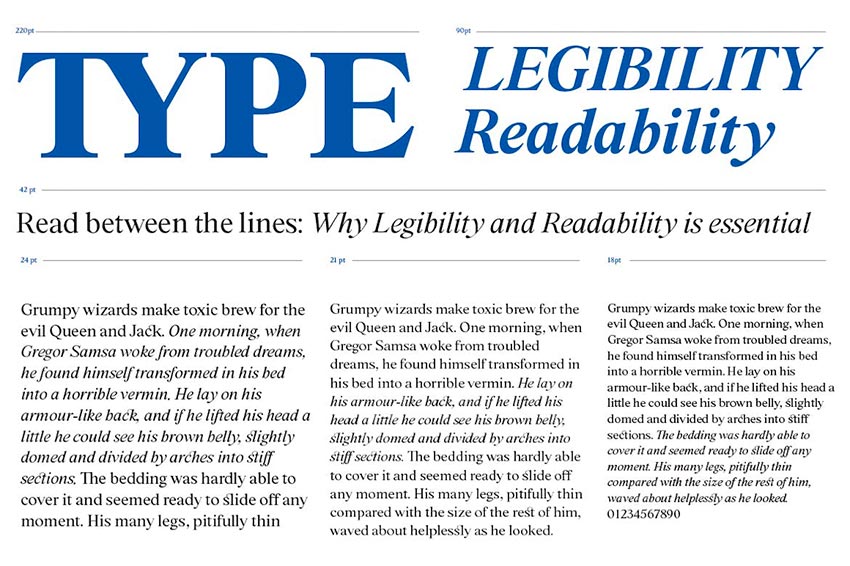 220pt
TYPE
90pt
LEGIBILITY
Readability
42 pt
Read between the lines: Why Legibility and Readability is essential
24 pt
Grumpy wizards make toxic brew for the
evil Queen and Jack. One morning, when
Gregor Samsa woke from troubled dreams,
he found himself transformed in his bed
into a horrible vermin. He lay on his
armour-like back, and if he lifted his head a
little he could see his brown belly, slightly
domed and divided by arches into stiff
sections. The bedding was hardly able to
cover it and seemed ready to slide off any
moment. His many legs, pitifully thin
21 pt
Grumpy wizards make toxic brew for the
evil Queen and Jack. One morning, when
Gregor Samsa woke from troubled
dreams, he found himself transformed in
his bed into a horrible vermin. He lay on
his armour-like back, and if he lifted his
head a little he could see his brown belly,
slightly domed and divided by arches into
stiff sections. The bedding was hardly able
to cover it and seemed ready to slide off
any moment. His many legs, pitifully thin
compared with the size of the rest of him,
waved about helplessly as he looked.
18pt
Grumpy wizards make toxic brew for the
evil Queen and Jack. One morning, when
Gregor Samsa woke from troubled dreams,
he found himself transformed in his bed
into a horrible vermin. He lay on his
armour-like back, and if he lifted his head a
little he could see his brown belly, slightly
domed and divided by arches into stiff
sections. The bedding was hardly able to
cover it and seemed ready to slide off any
moment. His many legs, pitifully thin
compared with the size of the rest of him,
waved about helplessly as he looked.
01234567890